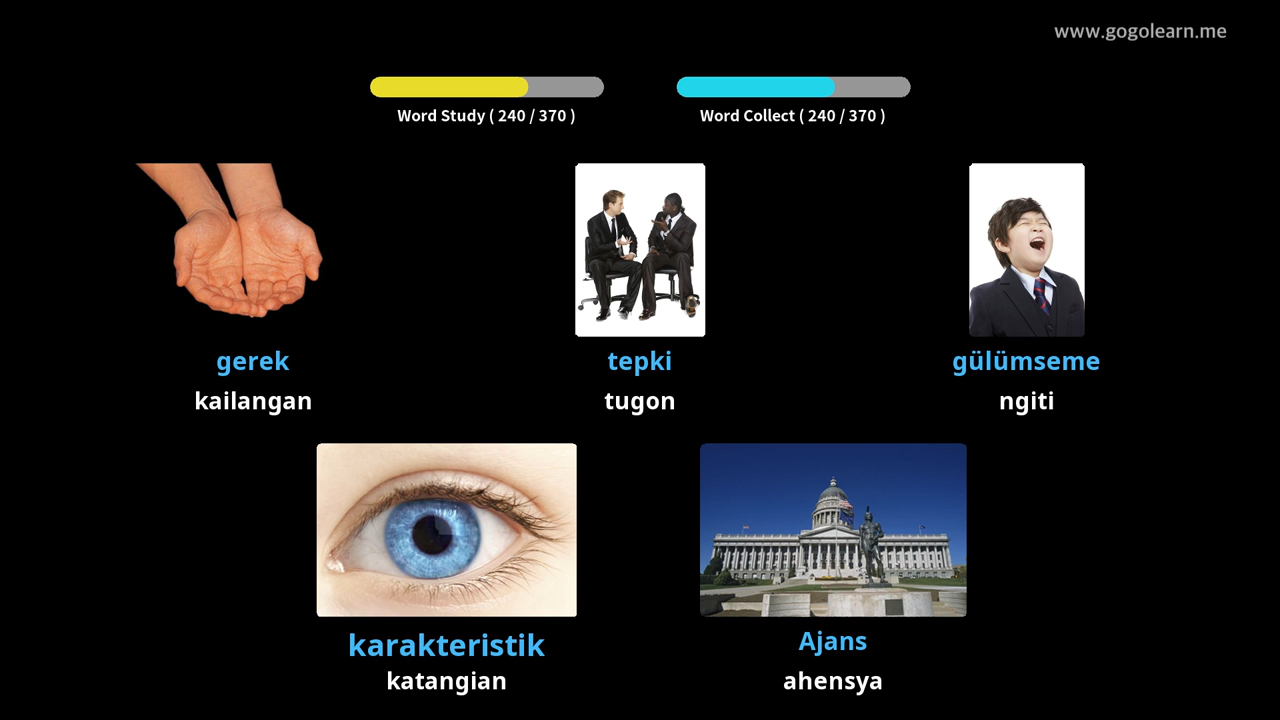 www.gogolearn.me
Word Study ( 240 / 370 )
Word Collect ( 240 / 370 )
gerek
kailangan
tepki
tugon
gülümseme
ngiti
karakteristik
katangian
Ajans
ahensya